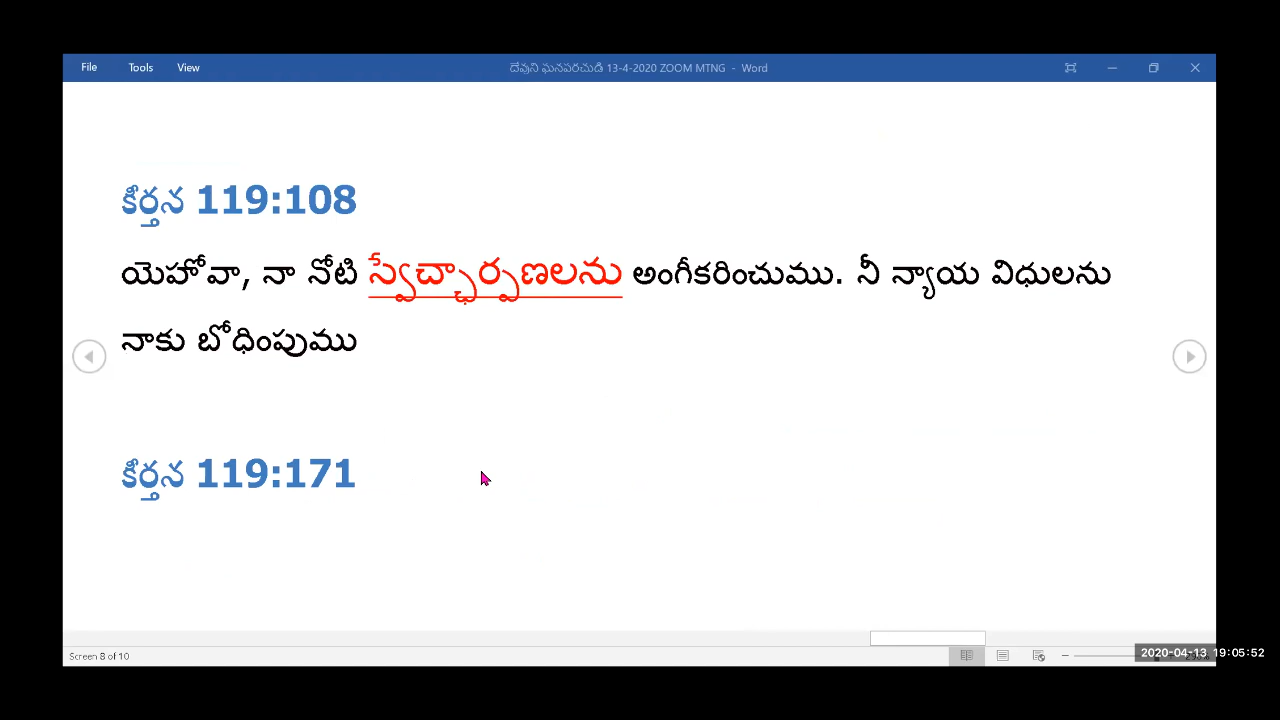 File Tools View దేవుని ఘనపరచుడి 13-4-2020 ZOOM MTNG - Word
కీర్తన 119:108
యెహోవా, నా నోటి స్వేచ్ఛార్పణలను అంగీకరించుము. నీ న్యాయ విధులను
నాకు బోధింపుము
కీర్తన 119:171
Screen 8 of 10
2020-04-13 19:05:52